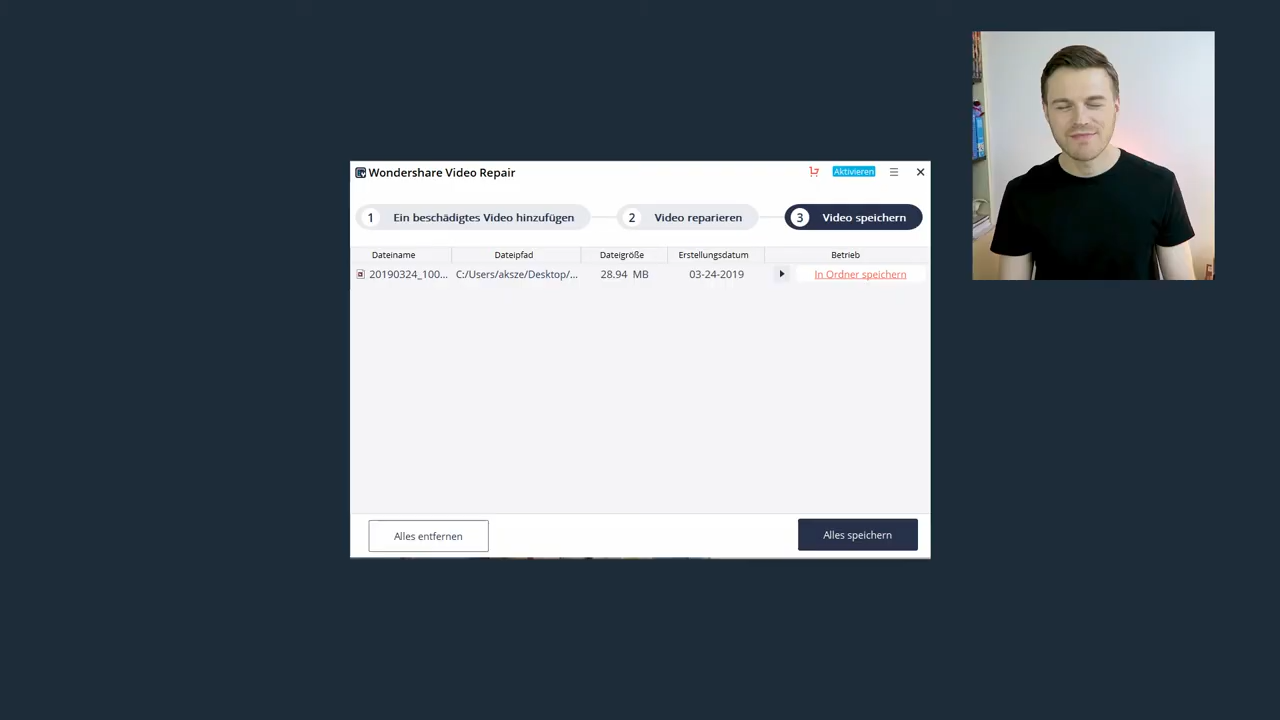 Wondershare Video Repair
Aktivieren
1 Ein beschädigtes Video hinzufügen 2 Video reparieren 3 Video speichern
Dateiname Dateipfad Dateigröße Erstellungsdatum Betrieb
20190324_100... C:/Users/aksze/Desktop/... 28.94 MB 03-24-2019 In Ordner speichern
Alles entfernen Alles speichern